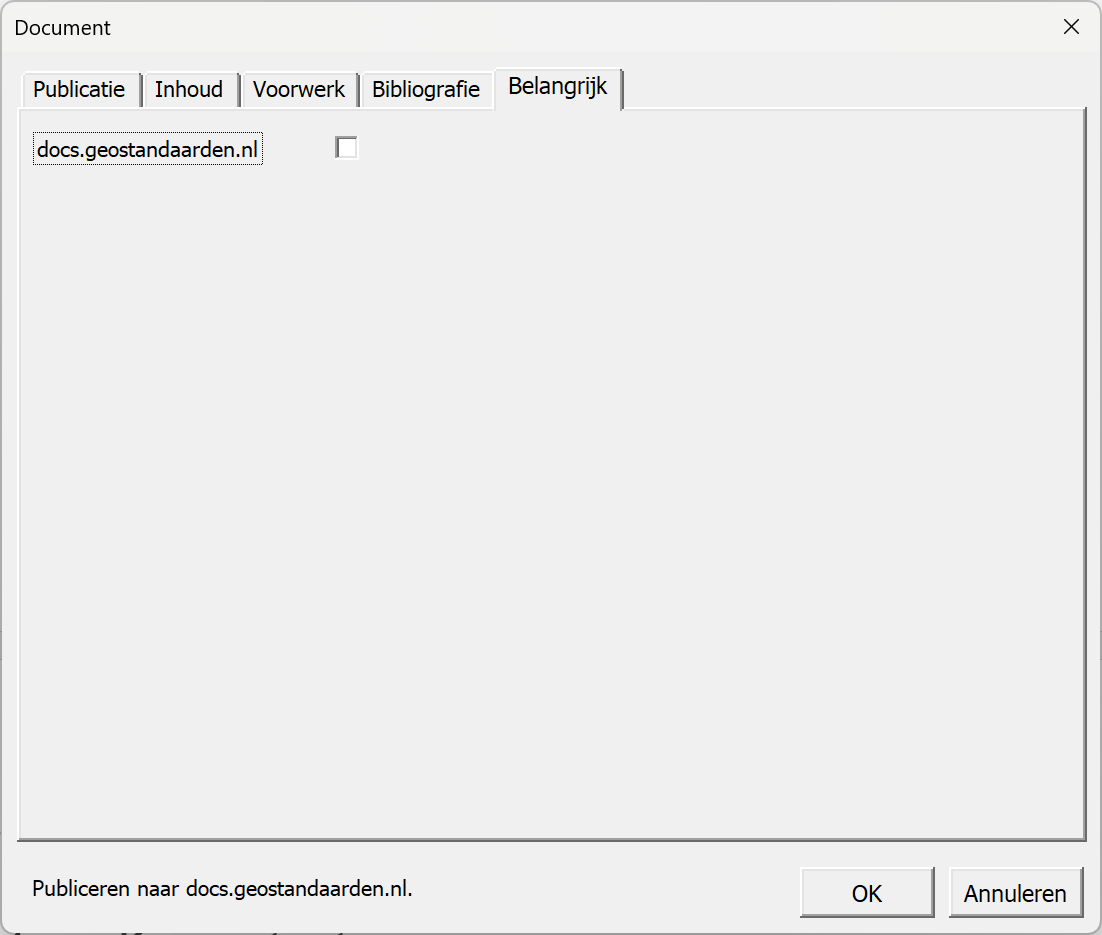 Document
Publicatie Inhoud Voorwerk Bibliografie Belangrijk
docs.geostandaarden.nl
Publiceren naar docs.geostandaarden.nl.
OK Annuleren